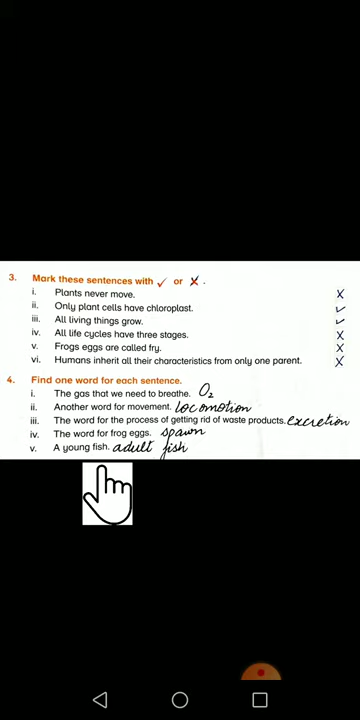 3. Mark these sentences with ✓ or ✗.
i. Plants never move. ✗
ii. Only plant cells have chloroplast. ✓
iii. All living things grow. ✓
iv. All life cycles have three stages. ✗
v. Frogs eggs are called fry. ✗
vi. Humans inherit all their characteristics from only one parent. ✗
4. Find one word for each sentence.
i. The gas that we need to breathe. O₂
ii. Another word for movement. locomotion
iii. The word for the process of getting rid of waste products. excretion
iv. The word for frog eggs. spawn
v. A young fish. adult fish